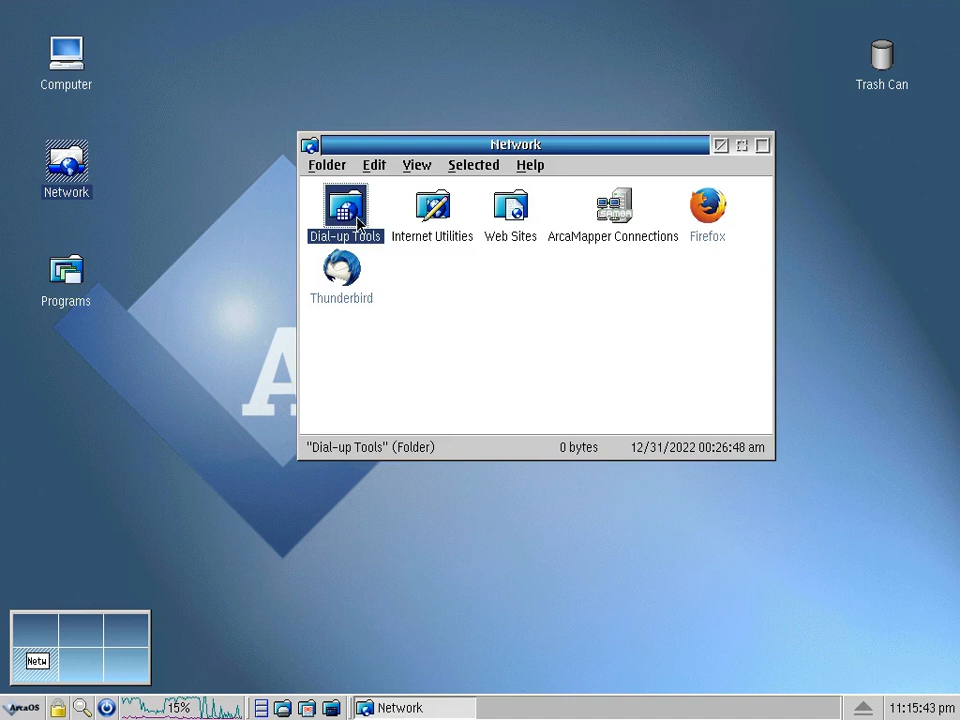 Computer
Trash Can
Network
Programs
Network
Folder Edit View Selected Help
Dial-up Tools Internet Utilities Web Sites ArcaMapper Connections Firefox
SAMBA
Thunderbird
"Dial-up Tools" (Folder) 0 bytes 12/31/2022 00:26:48 am
A
Netw
ArcaOS 15% Network 11:15:43 pm